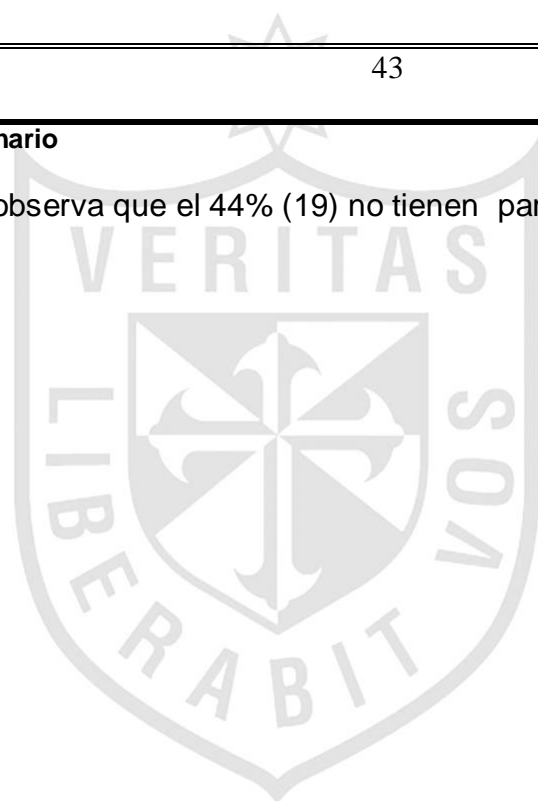 43
nario
observa que el 44% (19) no tienen par
VERITAS
LIBERABIT VOS